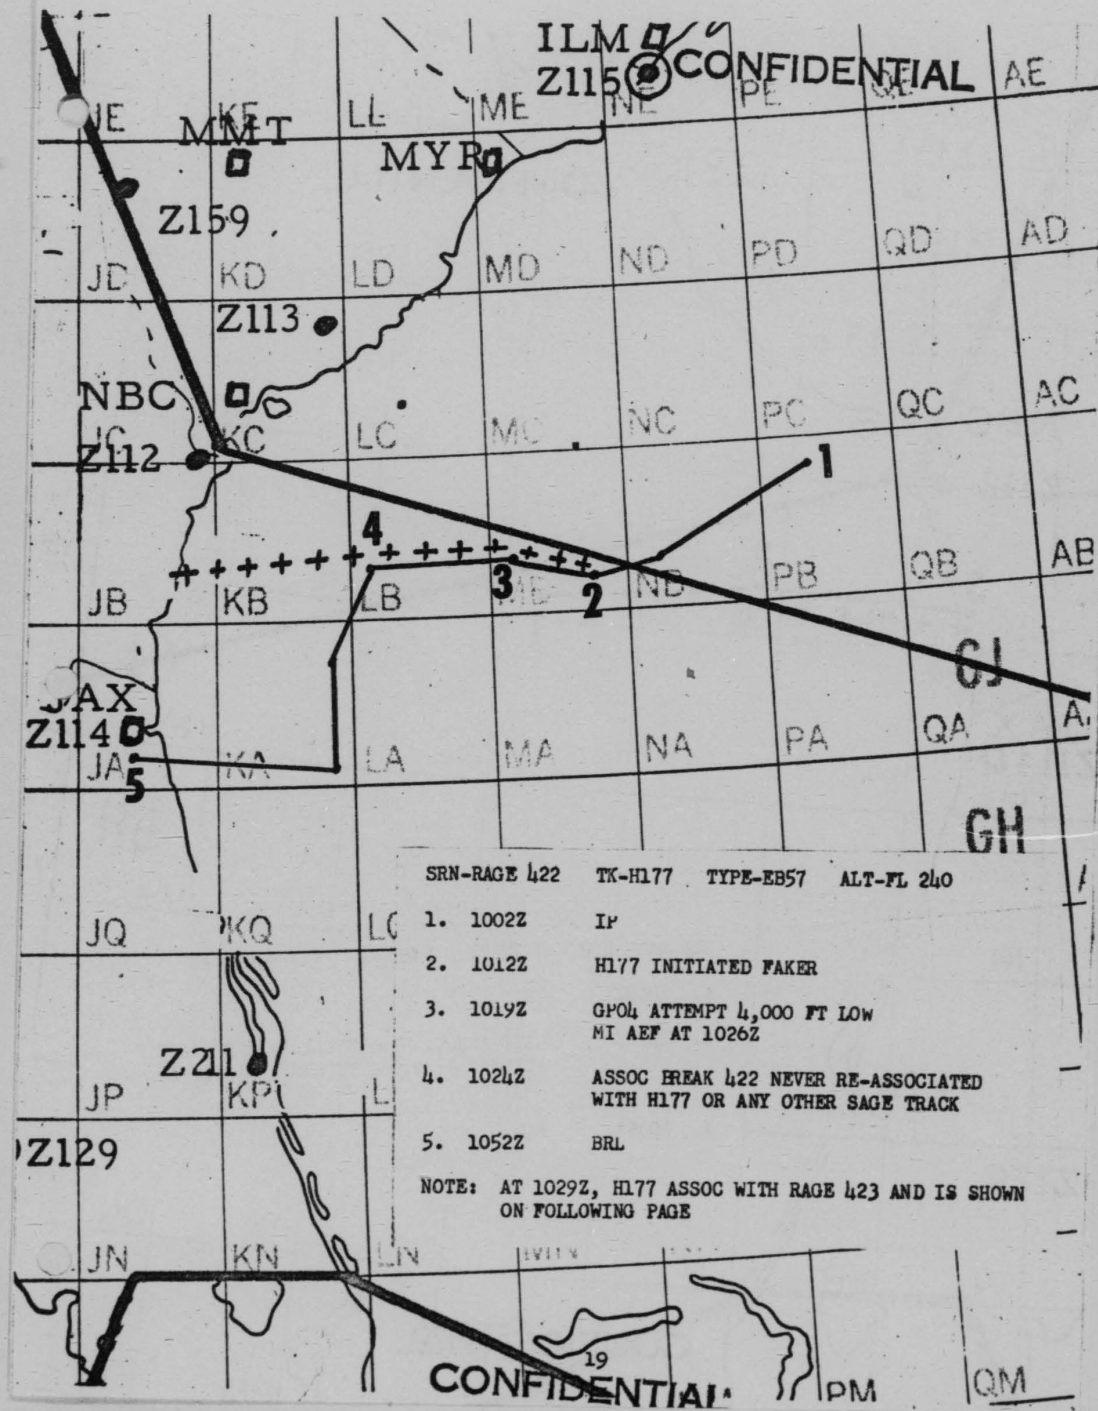 ILM
Z115
CONFIDENTIAL
JE KE LL ME NE PE QE AE
MMT
MYR
Z159
JD KD LD MD ND PD QD AD
Z113
NBC
JC KC LC MC NC PC QC AC
Z112
1
4
3
2
JB KB LB MB NB PB QB AB
GJ
JAX
Z114
JA KA LA MA NA PA QA A
5
GH
SRN-RAGE 422 TK-H177 TYPE-EB57 ALT-FL 240
1. 1002Z IP
2. 1012Z H177 INITIATED FAKER
3. 1019Z GP04 ATTEMPT 4,000 FT LOW
MI AEF AT 1026Z
4. 1024Z ASSOC BREAK 422 NEVER RE-ASSOCIATED
WITH H177 OR ANY OTHER SAGE TRACK
5. 1052Z BRL
NOTE: AT 1029Z, H177 ASSOC WITH RAGE 423 AND IS SHOWN
ON FOLLOWING PAGE
JQ KQ
Z211
JP KP L
Z129
JN KN LN MN
19
CONFIDENTIAL
PM QM